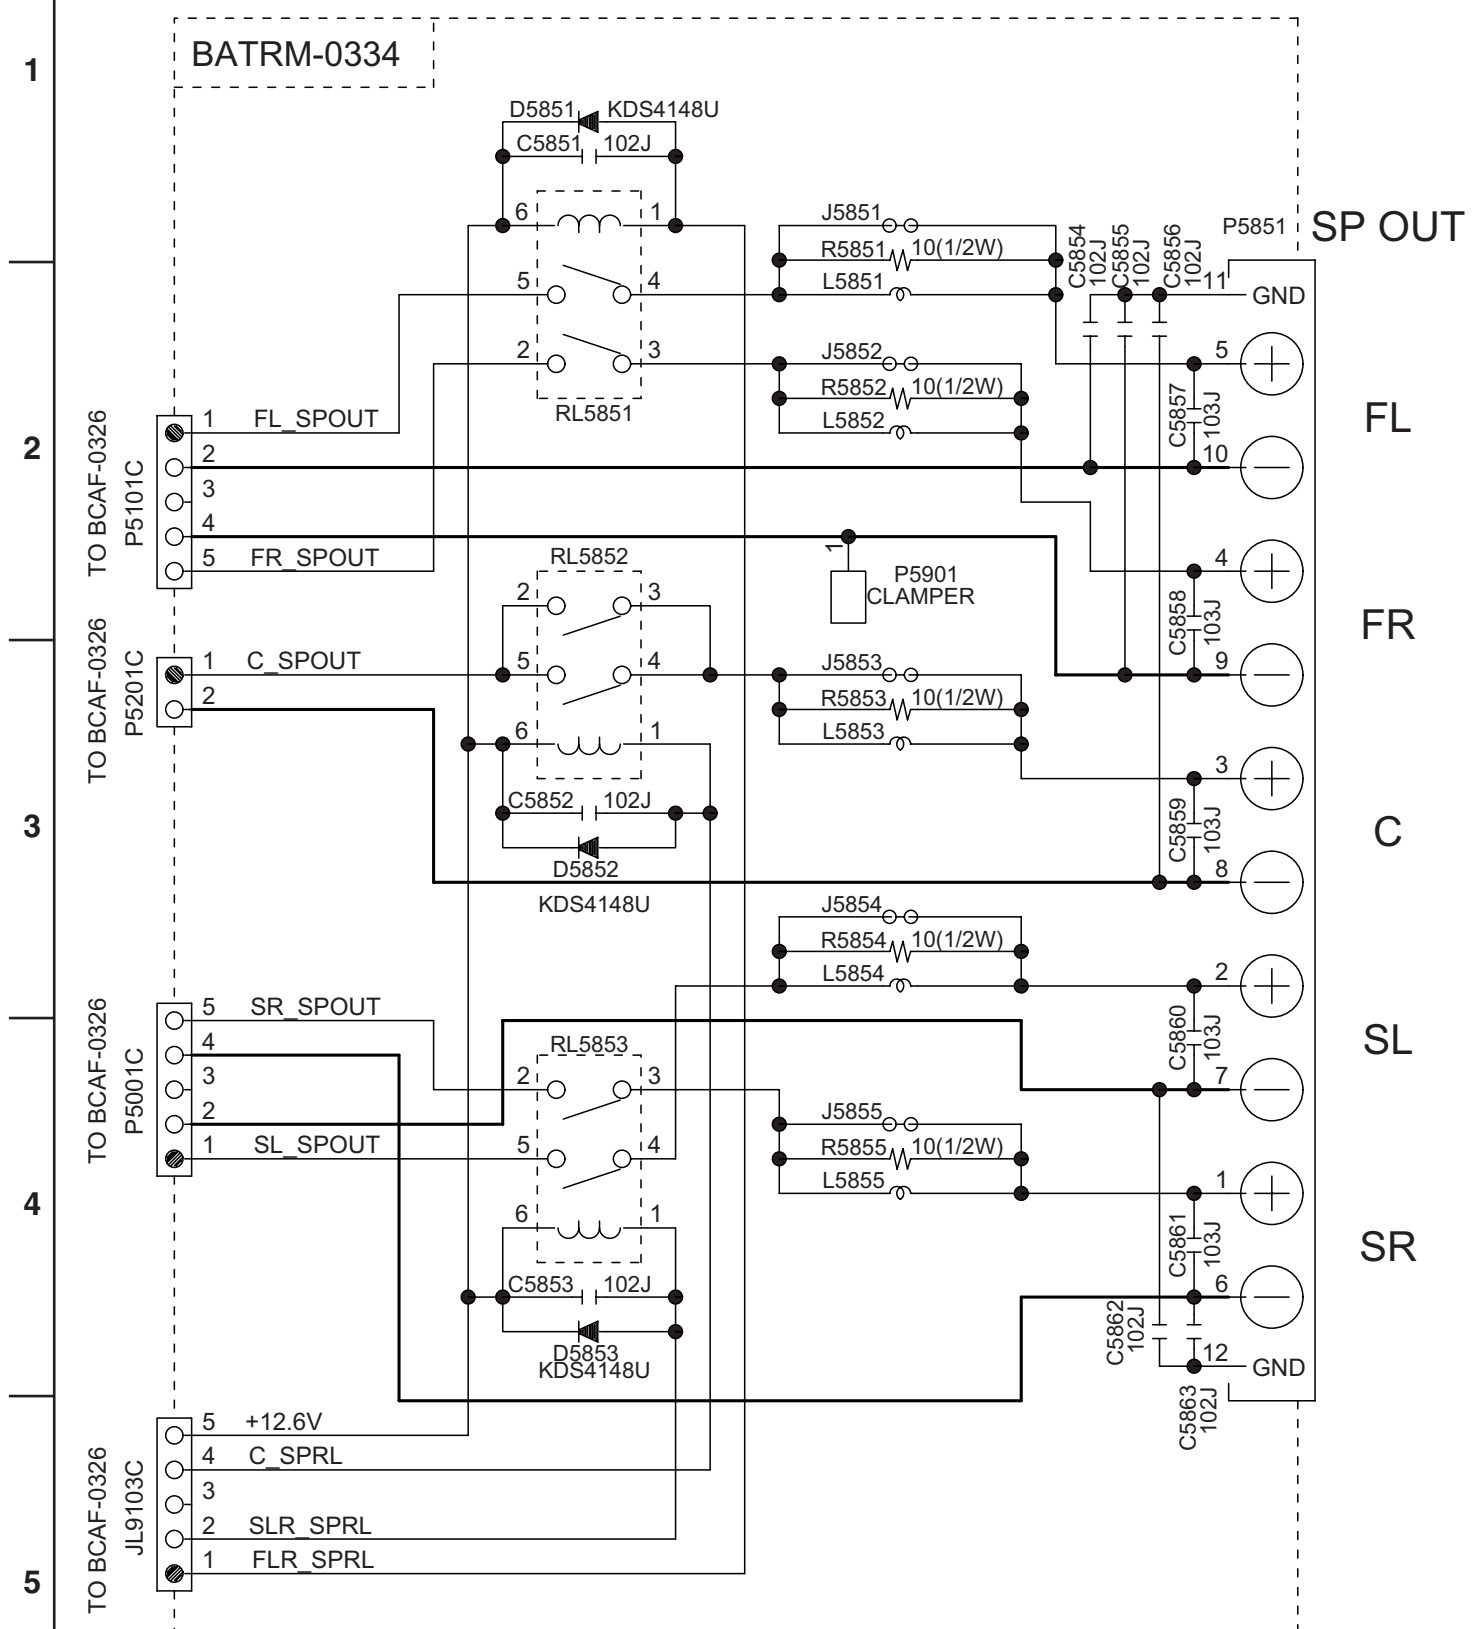 1
BATRM-0334
D5851 KDS4148U
C5851 102J
6 1
SP OUT
P5851
J5851
R5851 10(1/2W)
L5851
C5854
102J
C5855
102J
C5856
102J
11 GND
5 4
2 3
RL5851
J5852
R5852 10(1/2W)
L5852
5
C5857
103J
10
FL
2
TO BCAF-0326
P5101C
1 FL_SPOUT
2
3
4
5 FR_SPOUT
RL5852
2 3
5 4
6 1
1
P5901
CLAMPER
4
C5858
103J
9
FR
TO BCAF-0326
P5201C
1 C_SPOUT
2
J5853
R5853 10(1/2W)
L5853
3
C5852 102J
D5852
KDS4148U
3
C5859
103J
8
C
J5854
R5854 10(1/2W)
L5854
2
C5860
103J
7
SL
TO BCAF-0326
P5001C
5 SR_SPOUT
4
3
2
1 SL_SPOUT
RL5853
2 3
5 4
6 1
J5855
R5855 10(1/2W)
L5855
4
C5853 102J
D5853
KDS4148U
1
C5861
103J
6
SR
C5862
102J
12 GND
C5863
102J
5
TO BCAF-0326
JL9103C
5 +12.6V
4 C_SPRL
3
2 SLR_SPRL
1 FLR_SPRL